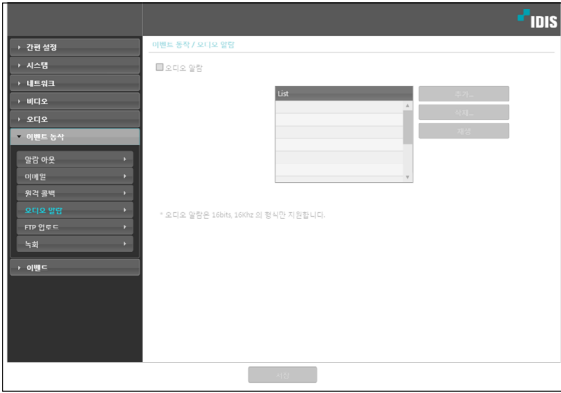 IDIS
간편 설정
시스템
네트워크
비디오
오디오
이벤트 동작
알람 아웃
이메일
원격 콜백
오디오 알람
FTP 업로드
녹화
이벤트
이벤트 동작 / 오디오 알람
오디오 알람
List
추가...
삭제...
* 오디오 알람은 16bits, 16Khz 의 형식만 지원합니다.